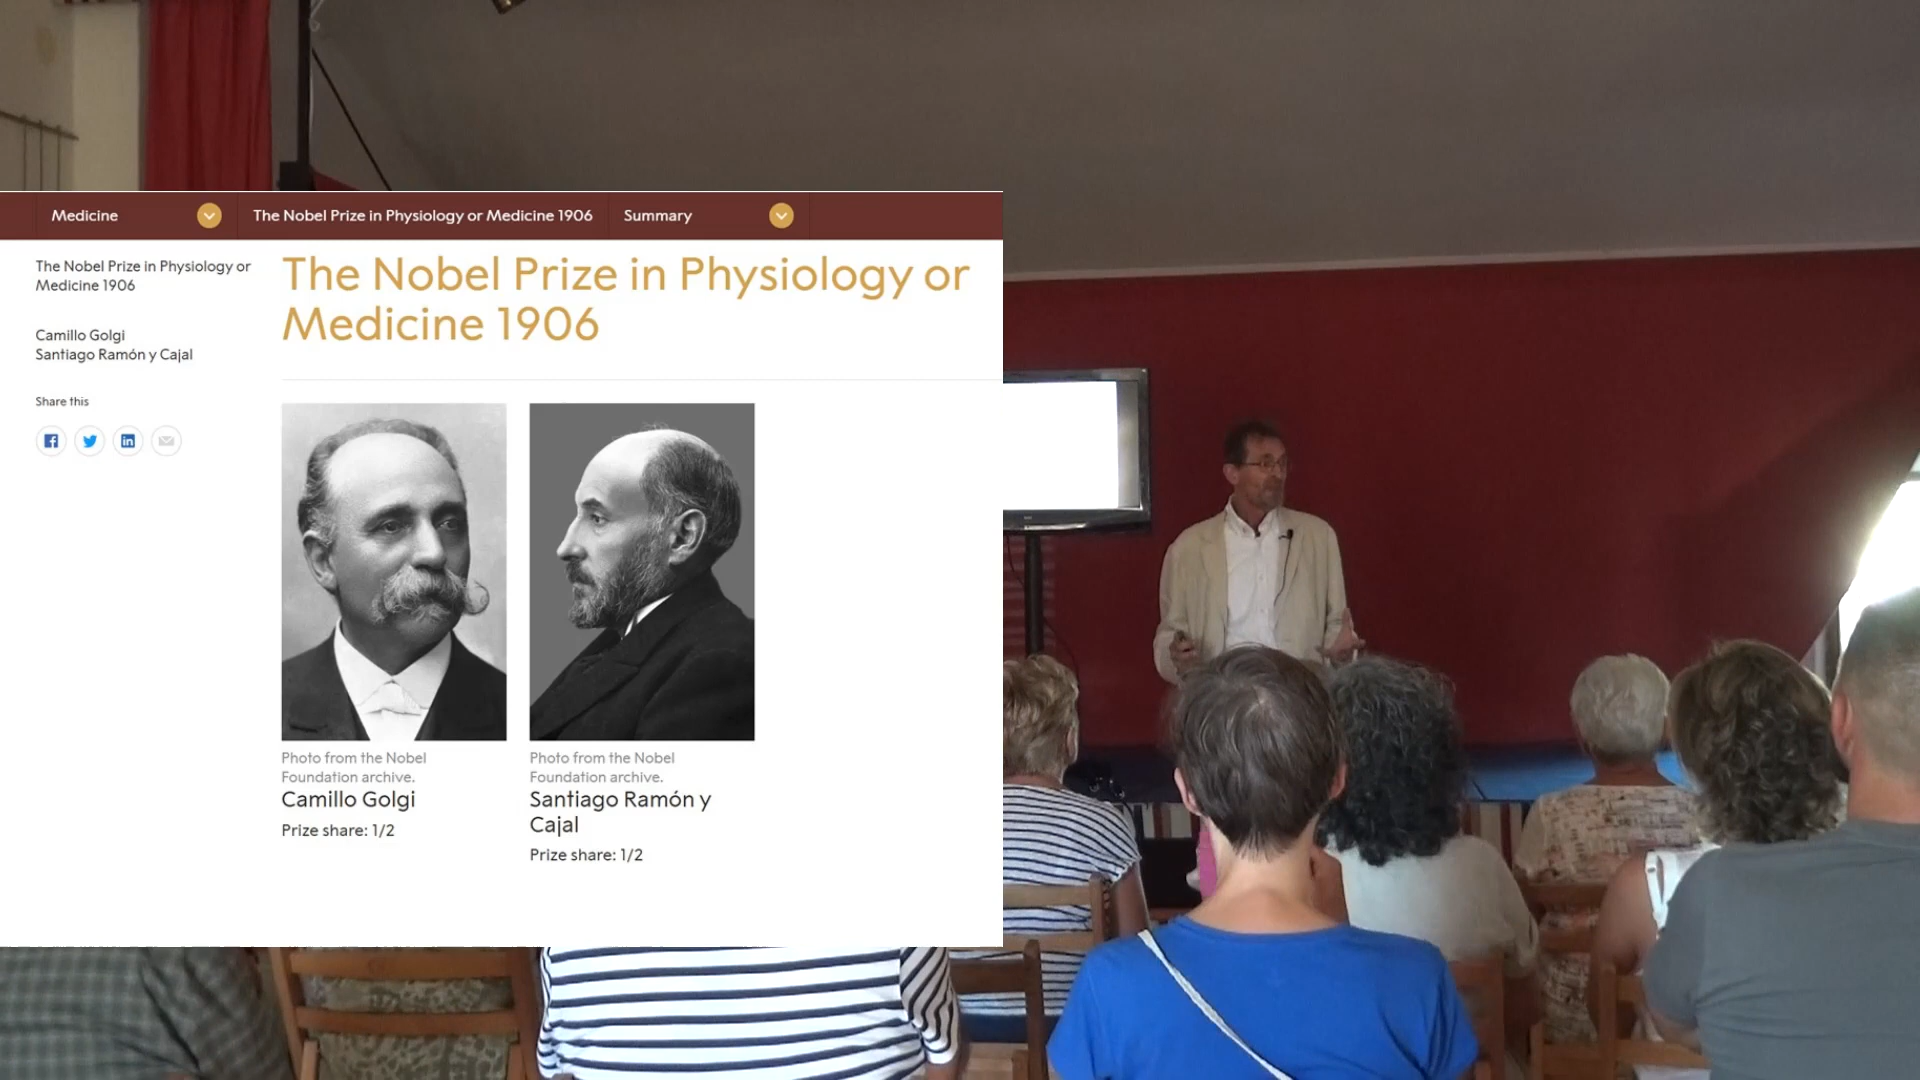 Medicine
The Nobel Prize in Physiology or Medicine 1906
Summary
The Nobel Prize in Physiology or
Medicine 1906
Camillo Golgi
Santiago Ramón y Cajal
Share this
The Nobel Prize in Physiology or
Medicine 1906
Photo from the Nobel
Foundation archive.
Camillo Golgi
Prize share: 1/2
Photo from the Nobel
Foundation archive.
Santiago Ramón y
Cajal
Prize share: 1/2